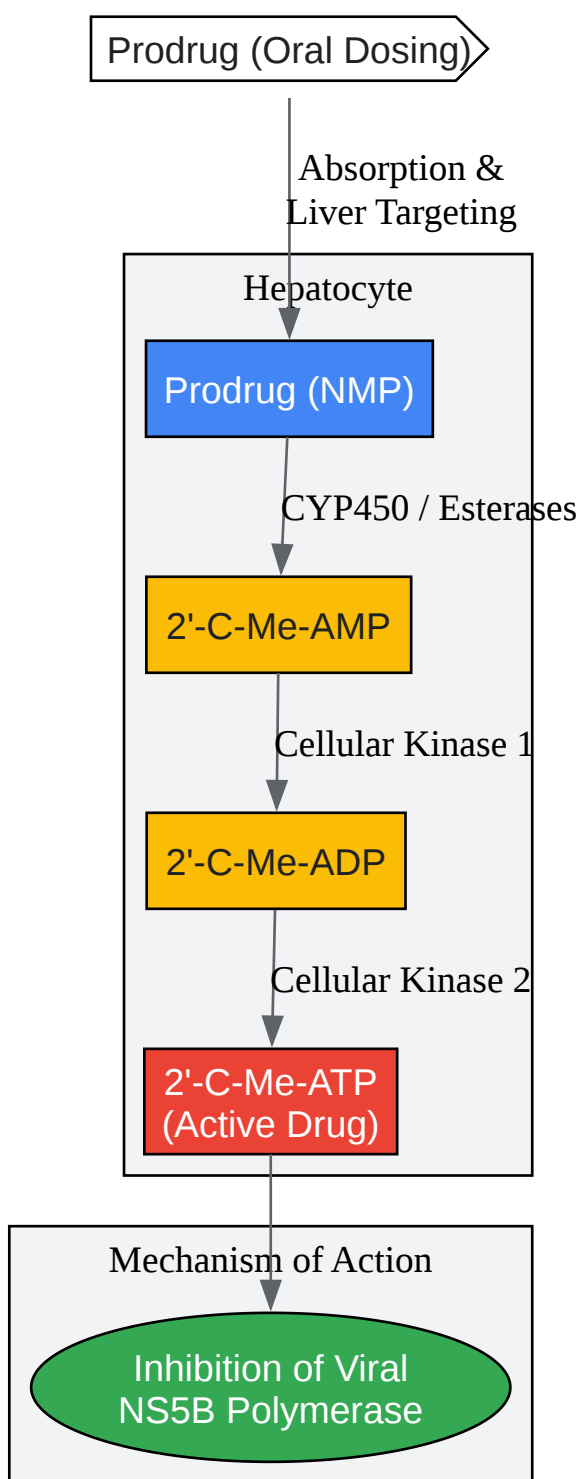 Prodrug (Oral Dosing)
Absorption &
Liver Targeting
Hepatocyte
Prodrug (NMP)
CYP450 / Esterases
2'-C-Me-AMP
Cellular Kinase 1
2'-C-Me-ADP
Cellular Kinase 2
2'-C-Me-ATP
(Active Drug)
Mechanism of Action
Inhibition of Viral
NS5B Polymerase